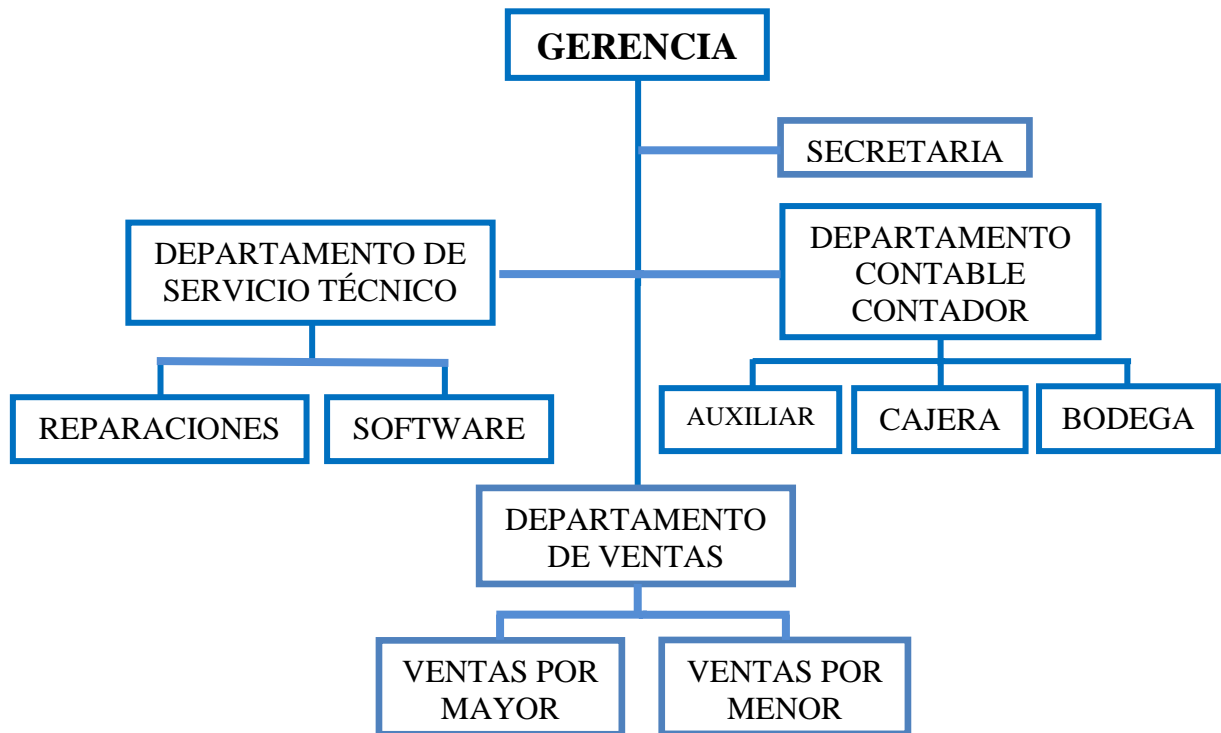 GERENCIA
SECRETARIA
DEPARTAMENTO DE
SERVICIO TÉCNICO
DEPARTAMENTO
CONTABLE
CONTADOR
REPARACIONES
SOFTWARE
AUXILIAR
CAJERA
BODEGA
DEPARTAMENTO
DE VENTAS
VENTAS POR
MAYOR
VENTAS POR
MENOR